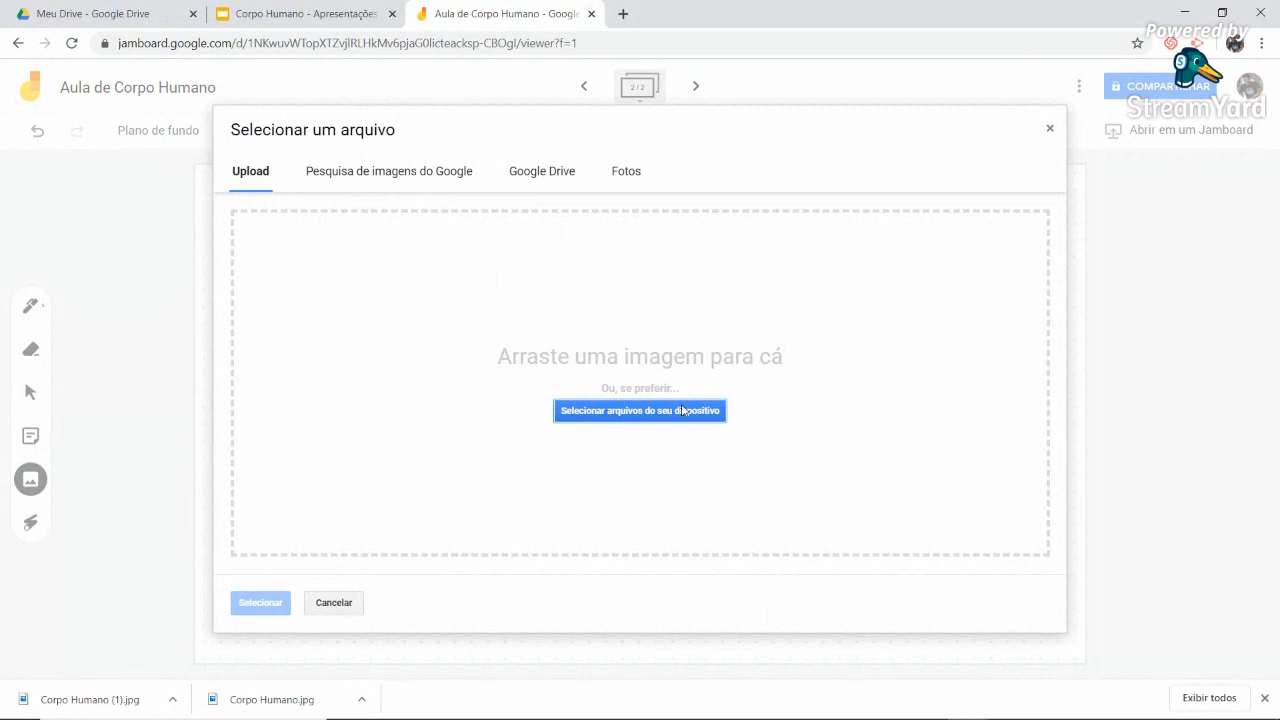 Meu Drive - Google Drive
Corpo Humano - Apresentações
Aula de Corpo Humano - Google
jamboard.google.com/d/1NKwuvWTopXTZvjlRLHkMv6pjaG0licteacksp-CBOgI/viewer?f=1
Powered by
StreamYard
Aula de Corpo Humano
2/2
COMPARTILHAR
Plano de fundo
Abrir em um Jamboard
Selecionar um arquivo
Upload
Pesquisa de imagens do Google
Google Drive
Fotos
Arraste uma imagem para cá
Ou, se preferir...
Selecionar arquivos do seu dispositivo
Selecionar
Cancelar
Corpo Humano (1).jpg
Corpo Humano.jpg
Exibir todos